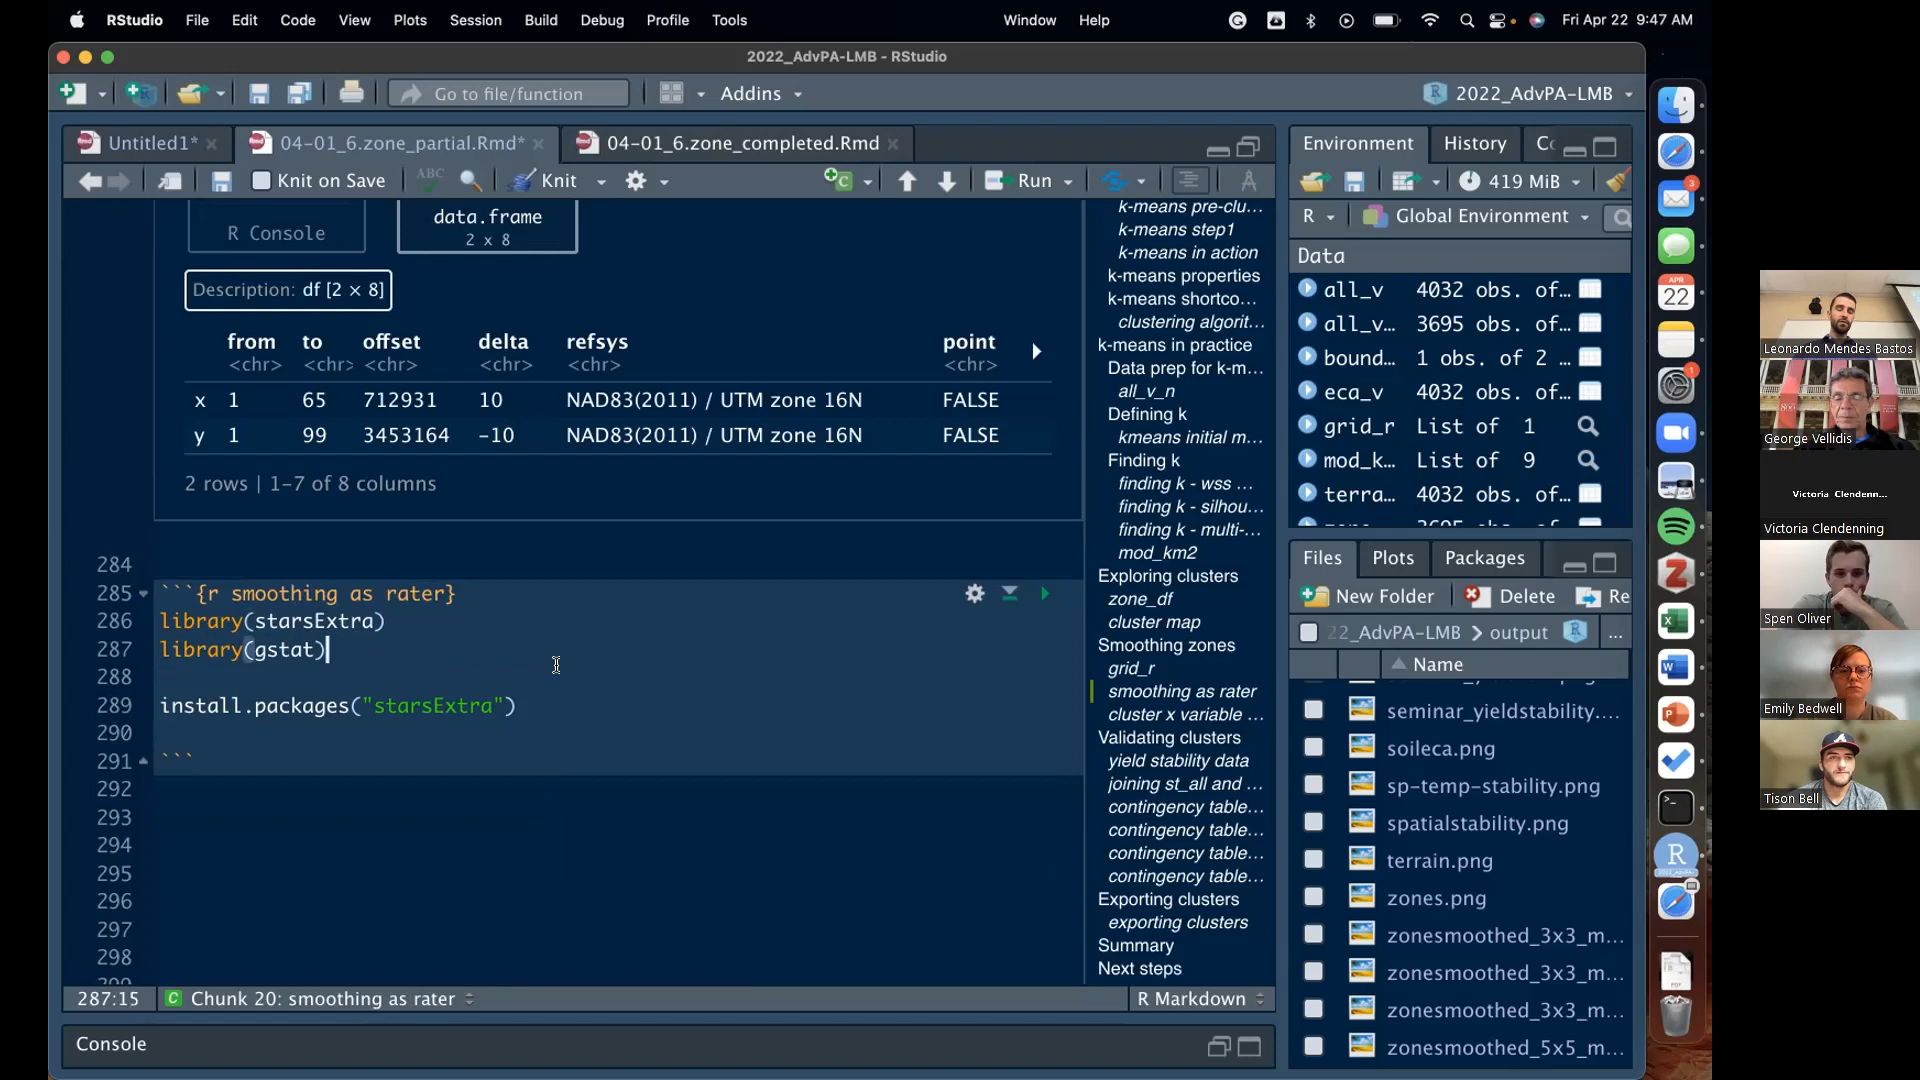 RStudio File Edit Code View Plots Session Build Debug Profile Tools Window Help Fri Apr 22 9:47 AM
2022_AdvPA-LMB - RStudio
Go to file/function Addins 2022_AdvPA-LMB
Untitled1* 04-01_6.zone_partial.Rmd* 04-01_6.zone_completed.Rmd
Knit on Save ABC Knit Run
R Console
data.frame
2 x 8
Description: df [2 × 8]
from to offset delta refsys point
<chr> <chr> <chr> <chr> <chr> <chr>
x 1 65 712931 10 NAD83(2011) / UTM zone 16N FALSE
y 1 99 3453164 -10 NAD83(2011) / UTM zone 16N FALSE
2 rows | 1-7 of 8 columns
284
285 ```{r smoothing as rater}
286 library(starsExtra)
287 library(gstat)
288
289 install.packages("starsExtra")
290
291 ```
292
293
294
295
296
297
298
287:15 Chunk 20: smoothing as rater R Markdown
Console
k-means pre-clu...
k-means step1
k-means in action
k-means properties
k-means shortco...
clustering algorit...
k-means in practice
Data prep for k-m...
all_v_n
Defining k
kmeans initial m...
Finding k
finding k - wss ...
finding k - silhou...
finding k - multi-...
mod_km2
Exploring clusters
zone_df
cluster map
Smoothing zones
grid_r
smoothing as rater
cluster x variable ...
Validating clusters
yield stability data
joining st_all and ...
contingency table...
contingency table...
contingency table...
contingency table...
Exporting clusters
exporting clusters
Summary
Next steps
Environment History
419 MiB
R Global Environment
Data
all_v 4032 obs. of...
all_v... 3695 obs. of...
bound... 1 obs. of 2 ...
eca_v 4032 obs. of...
grid_r List of 1
mod_k... List of 9
terra... 4032 obs. of...
Files Plots Packages
New Folder Delete Re
22_AdvPA-LMB output ...
Name
seminar_yieldstability....
soileca.png
sp-temp-stability.png
spatialstability.png
terrain.png
zones.png
zonesmoothed_3x3_m...
zonesmoothed_3x3_m...
zonesmoothed_3x3_m...
zonesmoothed_5x5_m...
3
APR
22
1
Leonardo Mendes Bastos
George Vellidis
Victoria Clendenn...
Victoria Clendenning
Spen Oliver
Emily Bedwell
Tison Bell